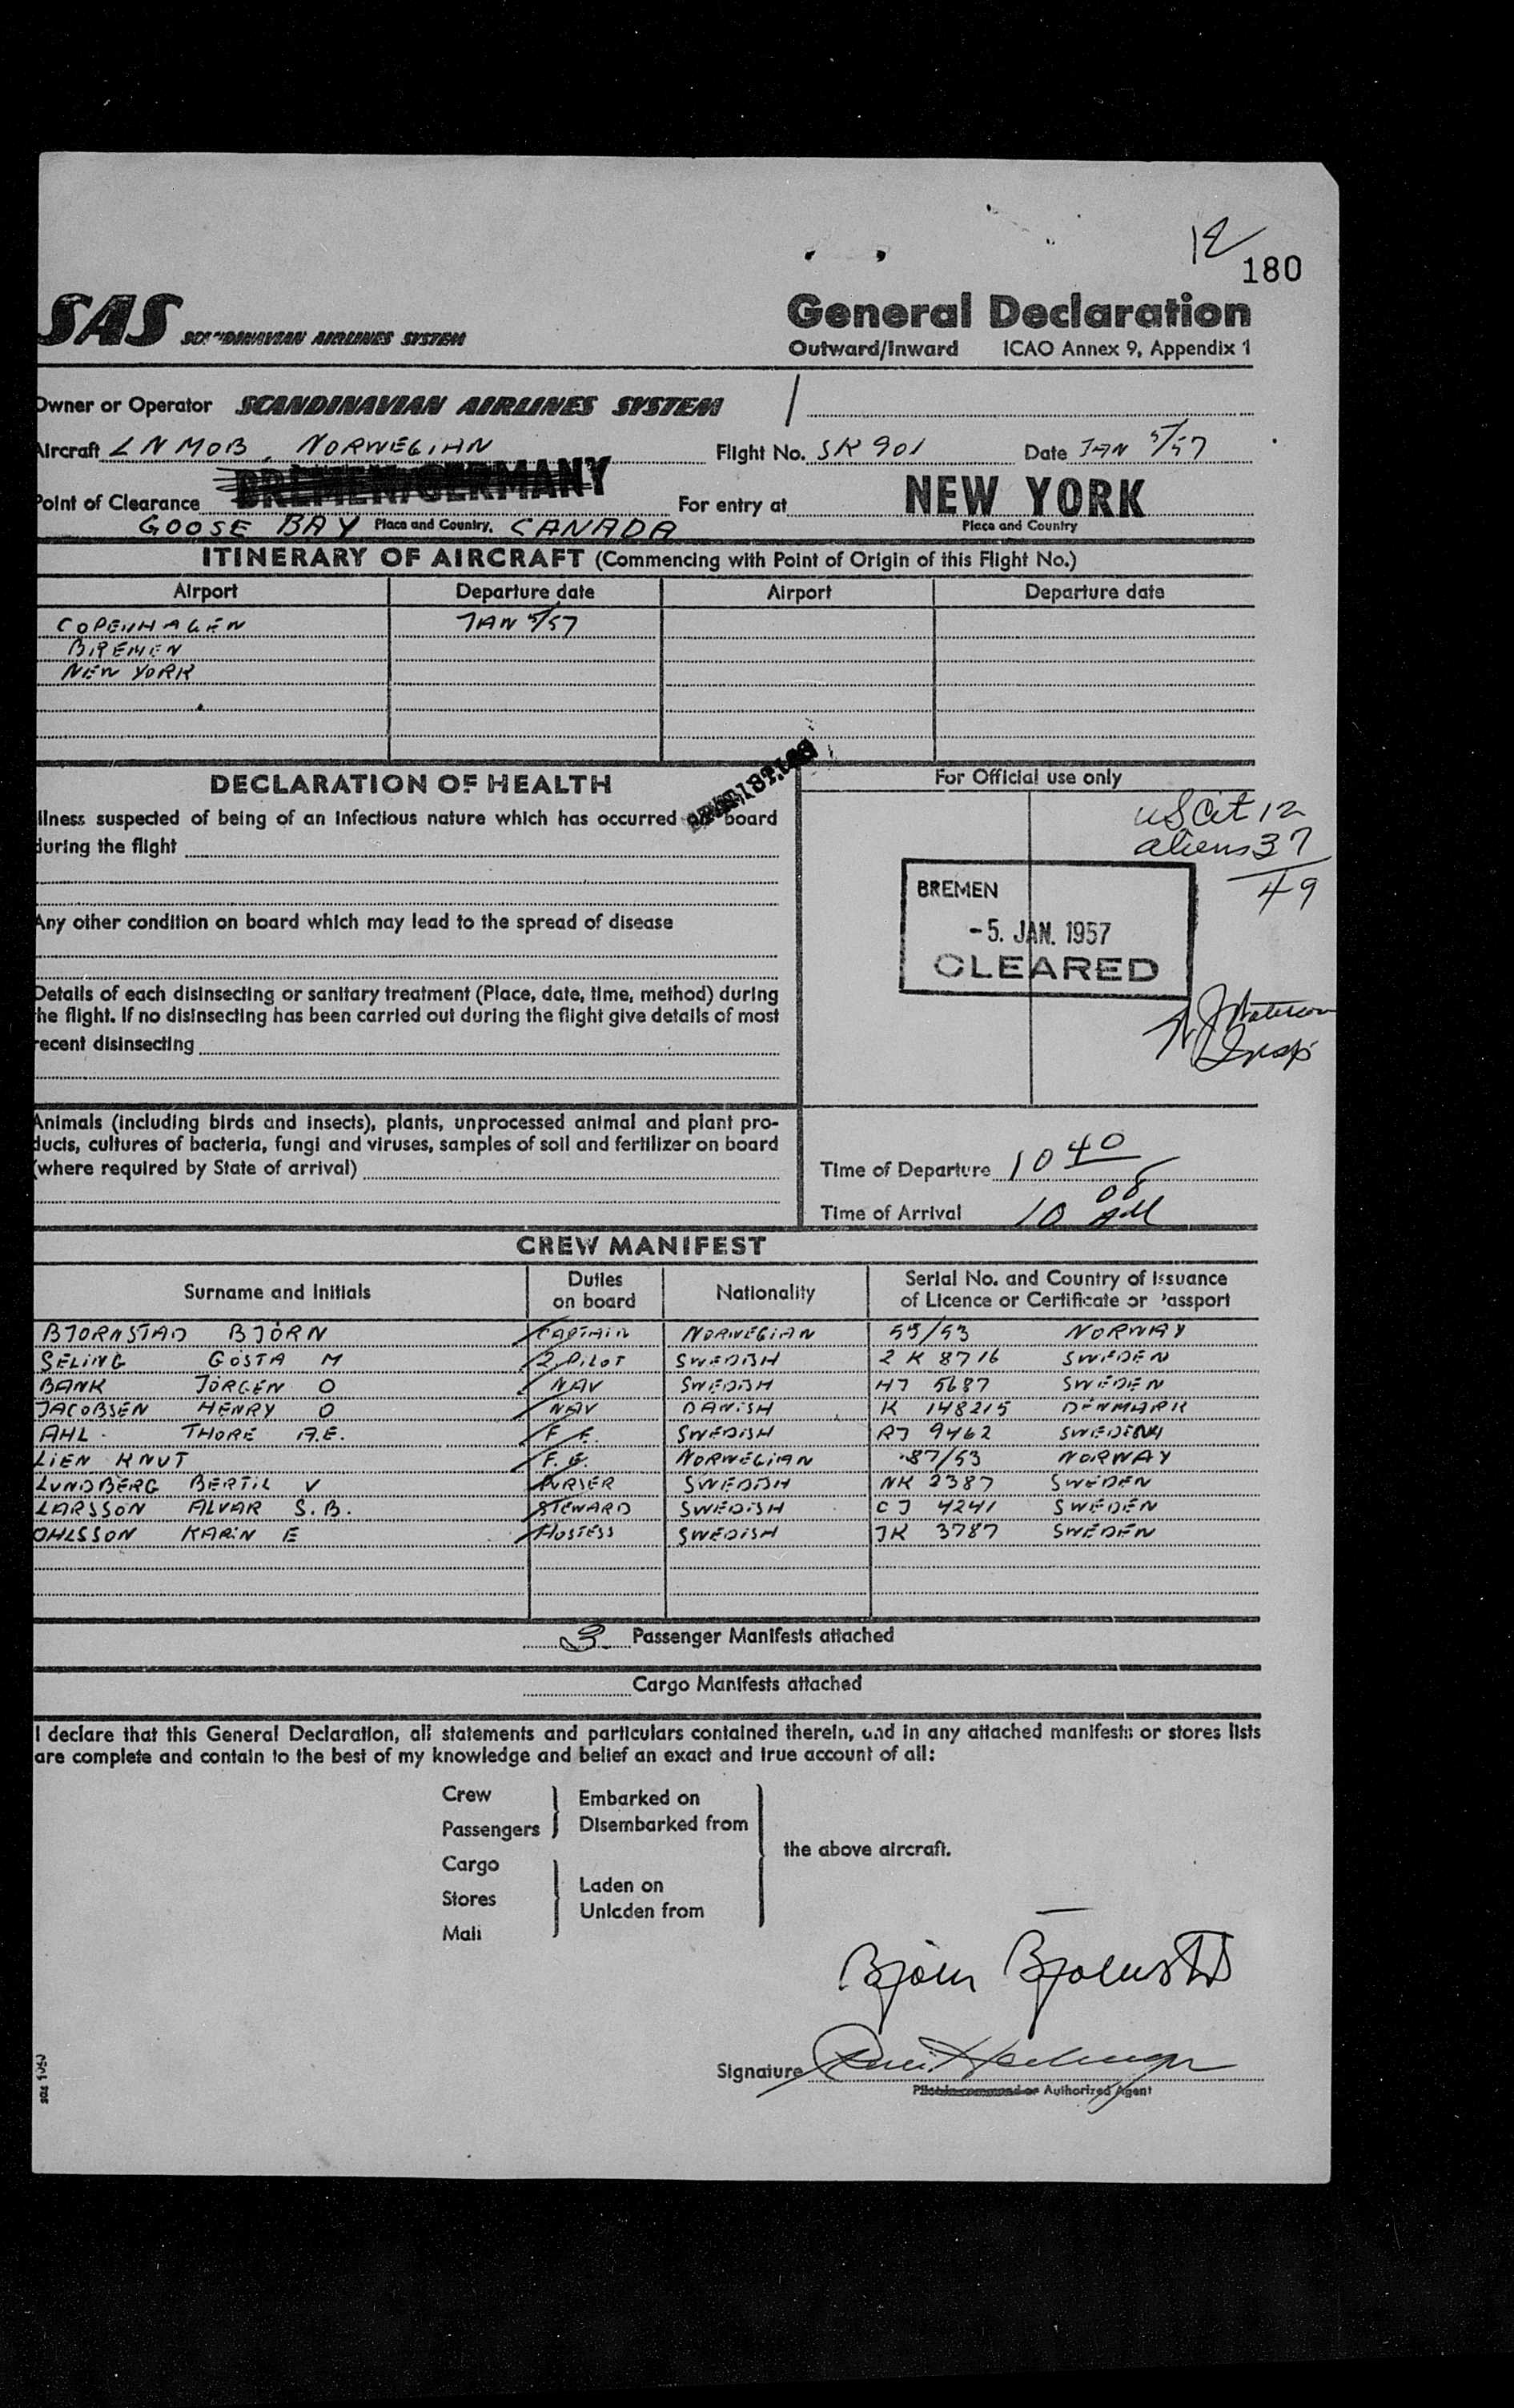 12
180
SAS SCANDINAVIAN AIRLINES SYSTEM
General Declaration
Outward/Inward ICAO Annex 9, Appendix 1
Owner or Operator SCANDINAVIAN AIRLINES SYSTEM
Aircraft LN MOB, NORWEGIAN Flight No. SK 901 Date JAN 5/57
Point of Clearance BREMEN/GERMANY For entry at NEW YORK
GOOSE BAY Place and Country. CANADA Place and Country
ITINERARY OF AIRCRAFT (Commencing with Point of Origin of this Flight No.)
Airport Departure date Airport Departure date
COPENHAGEN JAN 5/57
BREMEN
NEW YORK
DECLARATION OF HEALTH
For Official use only
Illness suspected of being of an infectious nature which has occurred on board
during the flight
US Cit 12
aliens 37
49
BREMEN
-5. JAN. 1957
CLEARED
Any other condition on board which may lead to the spread of disease
Details of each disinsecting or sanitary treatment (Place, date, time, method) during
the flight. If no disinsecting has been carried out during the flight give details of most
recent disinsecting
Insp
Animals (including birds and insects), plants, unprocessed animal and plant pro-
ducts, cultures of bacteria, fungi and viruses, samples of soil and fertilizer on board
(where required by State of arrival)
Time of Departure 10 40
Time of Arrival 10 08 AM
CREW MANIFEST
Surname and Initials Duties on board Nationality Serial No. and Country of Issuance of Licence or Certificate or Passport
BJORNSTAD BJÖRN CAPTAIN NORWEGIAN 55/53 NORWAY
SELING GÖSTA M 2. PILOT SWEDISH 2 K 8716 SWEDEN
BANK JÖRGEN O NAV SWEDISH HJ 5687 SWEDEN
JACOBSEN HENRY O NAV DANISH K 148215 DENMARK
AHL THORE A.E. F.E. SWEDISH RJ 9462 SWEDEN
LIEN KNUT F.E. NORWEGIAN 87/53 NORWAY
LUNDBERG BERTIL V PURSER SWEDISH NK 2387 SWEDEN
LARSSON ALVAR S.B. STEWARD SWEDISH CJ 4241 SWEDEN
OHLSSON KARIN E HOSTESS SWEDISH JK 3787 SWEDEN
3 Passenger Manifests attached
Cargo Manifests attached
I declare that this General Declaration, all statements and particulars contained therein, and in any attached manifests or stores lists
are complete and contain to the best of my knowledge and belief an exact and true account of all:
Crew
Passengers
Embarked on
Disembarked from
the above aircraft.
Cargo
Stores
Mail
Laden on
Unladen from
Björn Bjornstad
Signature
Pilot-in-command or Authorized Agent